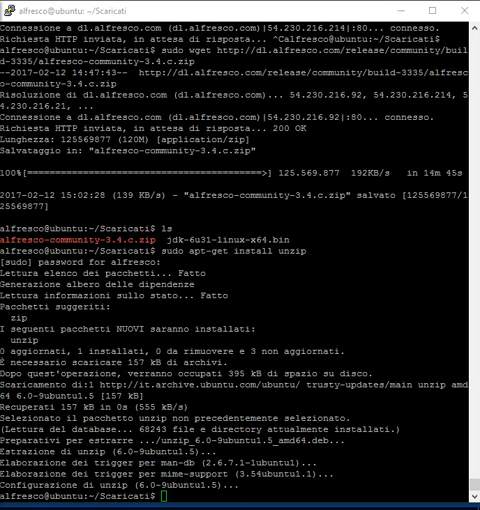 Connessione a dl.alfresco.com (dl.alfresco.com)|54.230.216.214|:80... connesso.
Richiesta HTTP inviata, in attesa di risposta... ^Calfresco@ubuntu:~/Scaricati$
alfresco@ubuntu:~/Scaricati$ sudo wget http://dl.alfresco.com/release/community/buil
d-3335/alfresco-community-3.4.c.zip
--2017-02-12 14:47:43--  http://dl.alfresco.com/release/community/build-3335/alfresc
o-community-3.4.c.zip
Risoluzione di dl.alfresco.com (dl.alfresco.com)... 54.230.216.92, 54.230.216.214, 5
4.230.216.21, ...
Connessione a dl.alfresco.com (dl.alfresco.com)|54.230.216.92|:80... connesso.
Richiesta HTTP inviata, in attesa di risposta... 200 OK
Lunghezza: 125569877 (120M) [application/zip]
Salvataggio in: "alfresco-community-3.4.c.zip"
100%[==========================================>] 125.569.877  192KB/s   in 14m 45s
2017-02-12 15:02:28 (139 KB/s) - "alfresco-community-3.4.c.zip" salvato [125569877/1
25569877]
alfresco@ubuntu:~/Scaricati$ ls
alfresco-community-3.4.c.zip  jdk-6u31-linux-x64.bin
alfresco@ubuntu:~/Scaricati$ sudo apt-get install unzip
[sudo] password for alfresco:
Lettura elenco dei pacchetti... Fatto
Generazione albero delle dipendenze
Lettura informazioni sullo stato... Fatto
Pacchetti suggeriti:
  zip
I seguenti pacchetti NUOVI saranno installati:
  unzip
0 aggiornati, 1 installati, 0 da rimuovere e 3 non aggiornati.
È necessario scaricare 157 kB di archivi.
Dopo quest'operazione, verranno occupati 395 kB di spazio su disco.
Scaricamento di:1 http://it.archive.ubuntu.com/ubuntu/ trusty-updates/main unzip amd
64 6.0-9ubuntu1.5 [157 kB]
Recuperati 157 kB in 0s (555 kB/s)
Selezionato il pacchetto unzip non precedentemente selezionato.
(Lettura del database... 68243 file e directory attualmente installati.)
Preparativi per estrarre .../unzip_6.0-9ubuntu1.5_amd64.deb...
Estrazione di unzip (6.0-9ubuntu1.5)...
Elaborazione dei trigger per man-db (2.6.7.1-1ubuntu1)...
Elaborazione dei trigger per mime-support (3.54ubuntu1.1)...
Configurazione di unzip (6.0-9ubuntu1.5)...
alfresco@ubuntu:~/Scaricati$